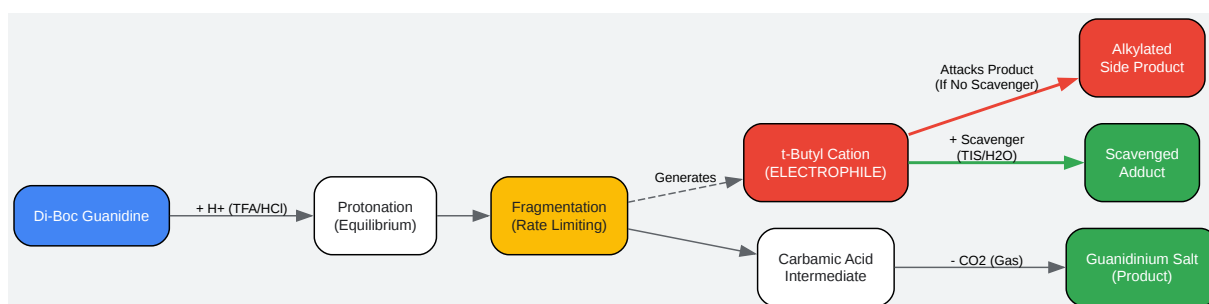 Di-Boc Guanidine
+ H+ (TFA/HCl)
Protonation
(Equilibrium)
Fragmentation
(Rate Limiting)
Generates
t-Butyl Cation
(ELECTROPHILE)
Attacks Product
(If No Scavenger)
Alkylated
Side Product
+ Scavenger
(TIS/H2O)
Scavenged
Adduct
Carbamic Acid
Intermediate
- CO2 (Gas)
Guanidinium Salt
(Product)